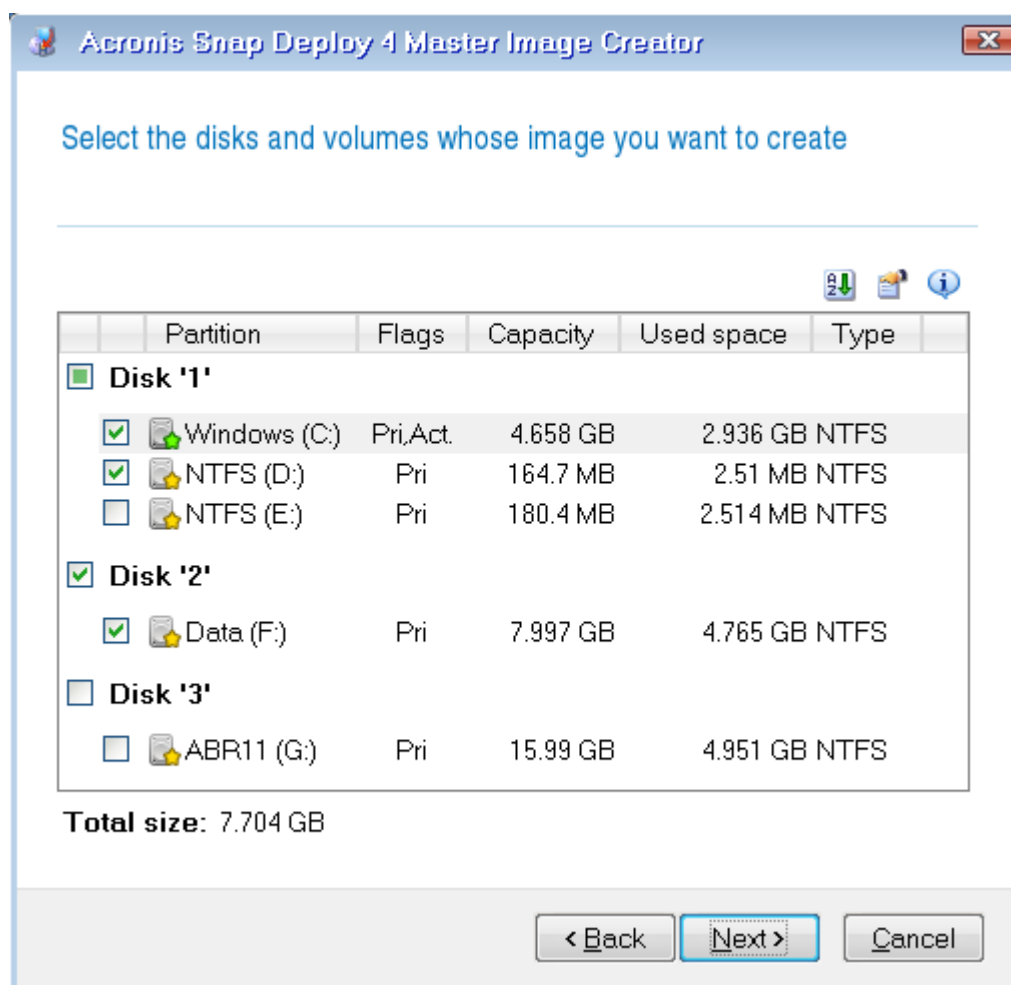 Acronis Snap Deploy 4 Master Image Creator
Select the disks and volumes whose image you want to create
Partition Flags Capacity Used space Type
Disk '1'
Windows (C:) Pri,Act. 4.658 GB 2.936 GB NTFS
NTFS (D:) Pri 164.7 MB 2.51 MB NTFS
NTFS (E:) Pri 180.4 MB 2.514 MB NTFS
Disk '2'
Data (F:) Pri 7.997 GB 4.765 GB NTFS
Disk '3'
ABR11 (G:) Pri 15.99 GB 4.951 GB NTFS
Total size: 7.704 GB
< Back Next > Cancel